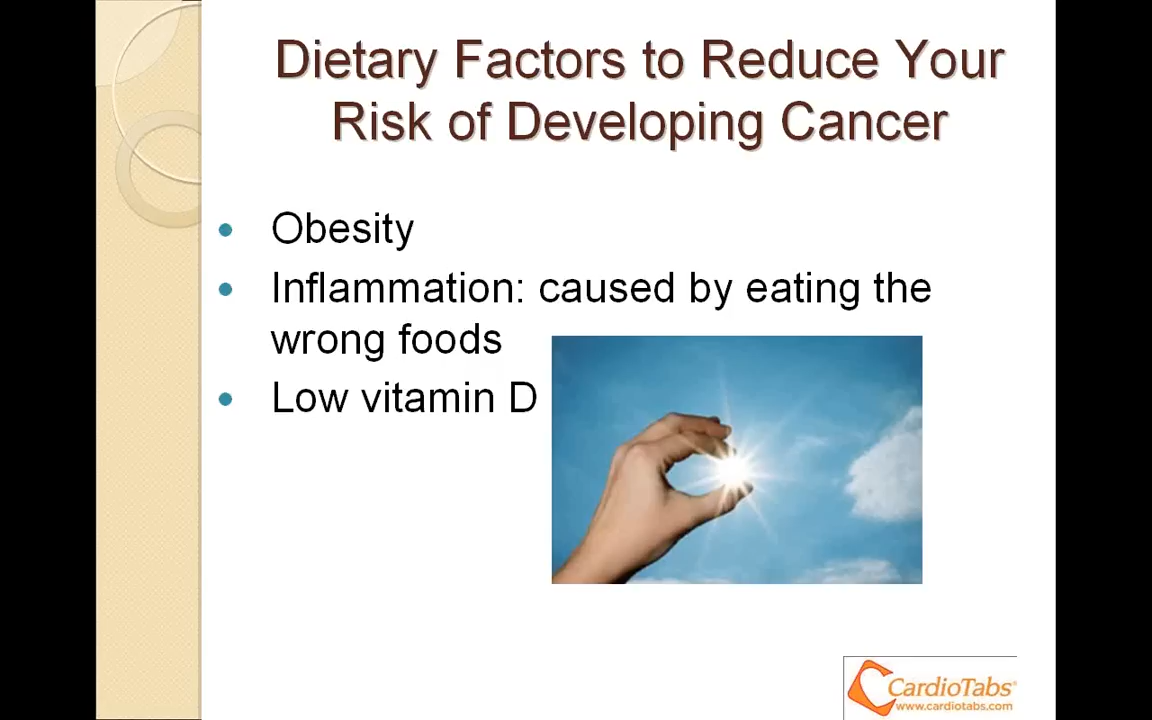 Dietary Factors to Reduce Your
Risk of Developing Cancer
Obesity
Inflammation: caused by eating the
wrong foods
Low vitamin D
CardioTabs®
www.cardiotabs.com